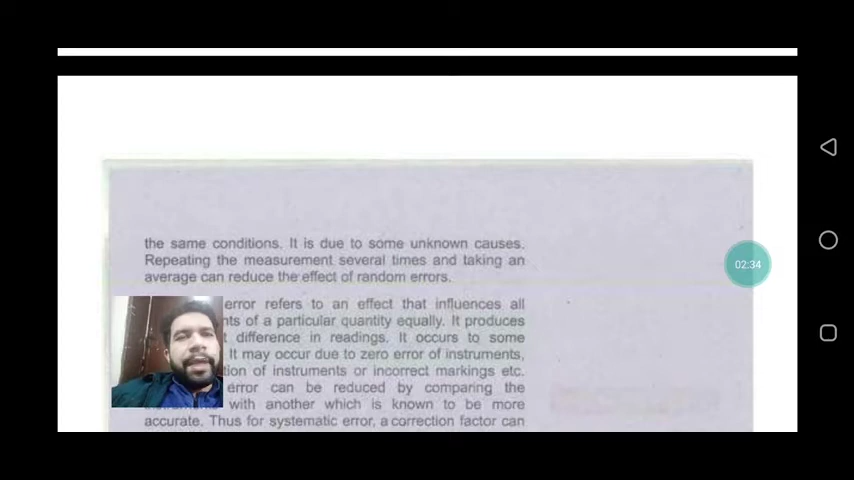 the same conditions. It is due to some unknown causes.
Repeating the measurement several times and taking an
average can reduce the effect of random errors.
error refers to an effect that influences all
nts of a particular quantity equally. It produces
t difference in readings. It occurs to some
It may occur due to zero error of instruments,
tion of instruments or incorrect markings etc.
error can be reduced by comparing the
with another which is known to be more
accurate. Thus for systematic error, a correction factor can
02:34